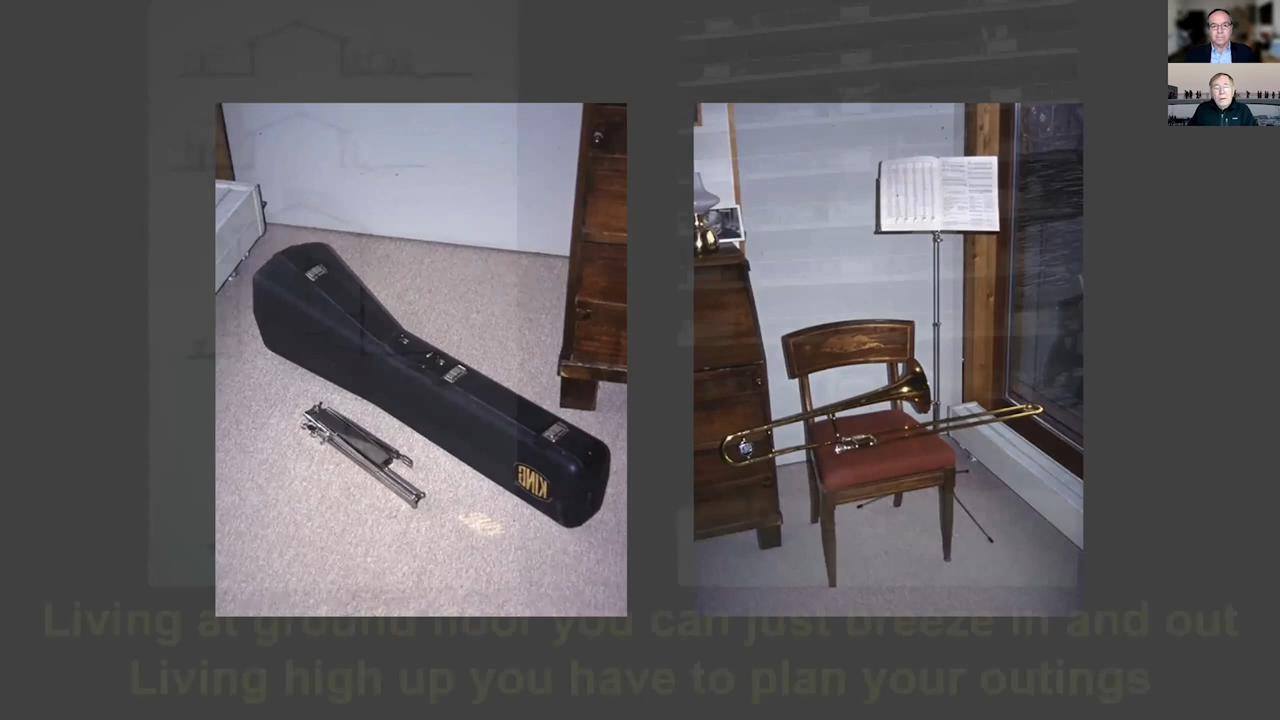 KING
Living at ground floor you can just breeze in and out
Living high up you have to plan your outings